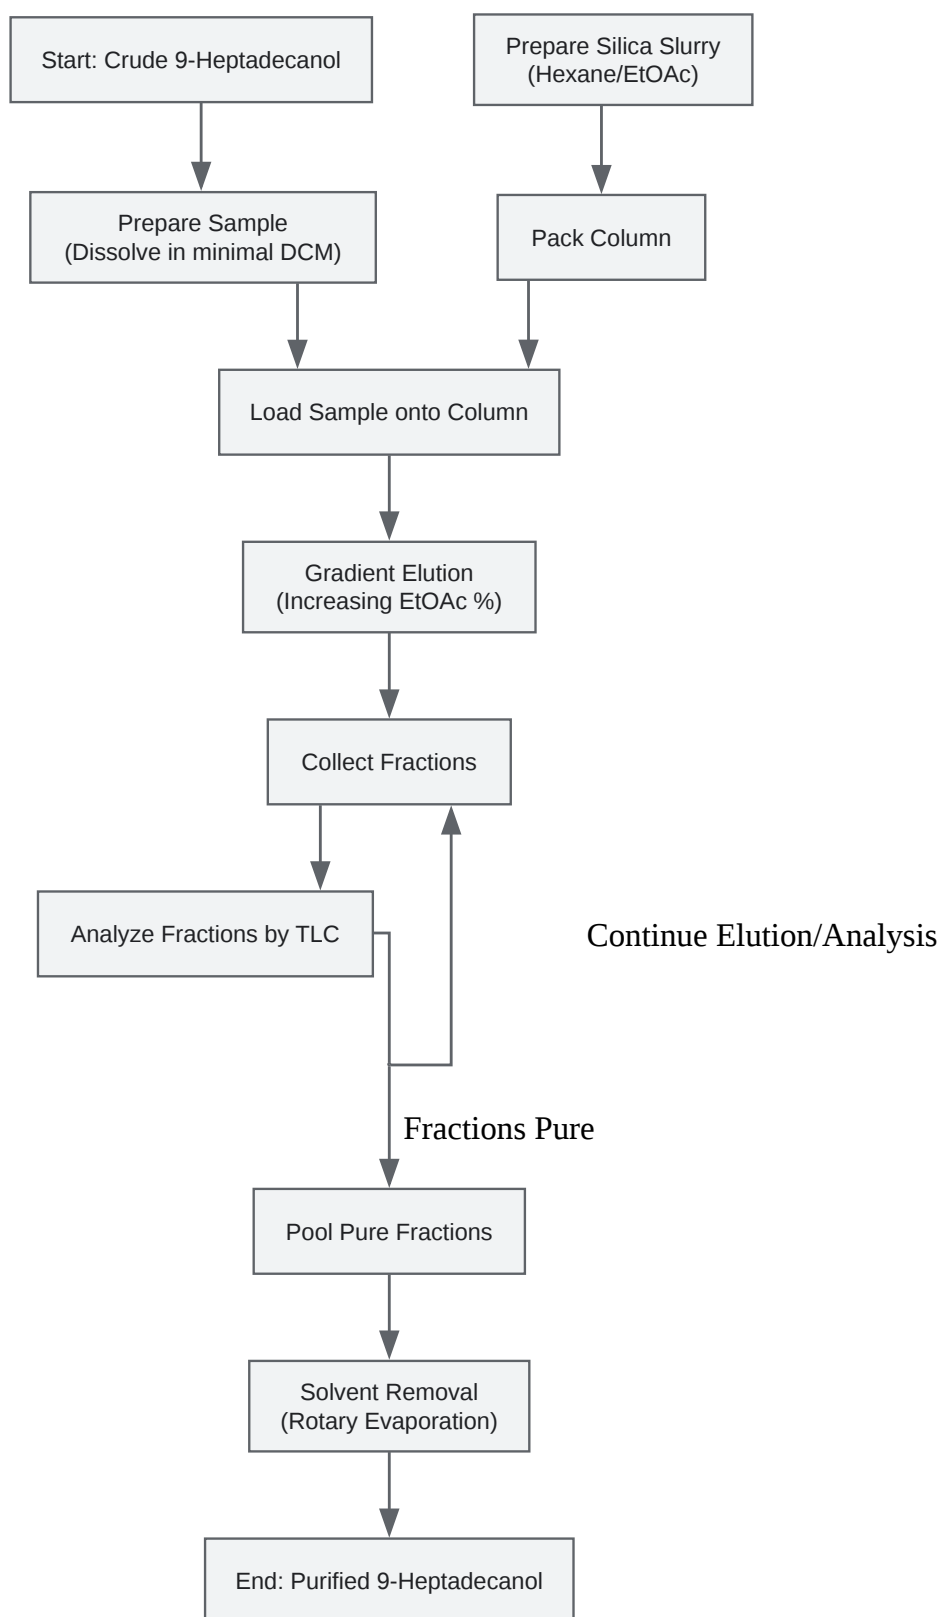 Start: Crude 9-Heptadecanol
Prepare Silica Slurry
(Hexane/EtOAc)
Prepare Sample
(Dissolve in minimal DCM)
Pack Column
Load Sample onto Column
Gradient Elution
(Increasing EtOAc %)
Collect Fractions
Analyze Fractions by TLC
Continue Elution/Analysis
Fractions Pure
Pool Pure Fractions
Solvent Removal
(Rotary Evaporation)
End: Purified 9-Heptadecanol